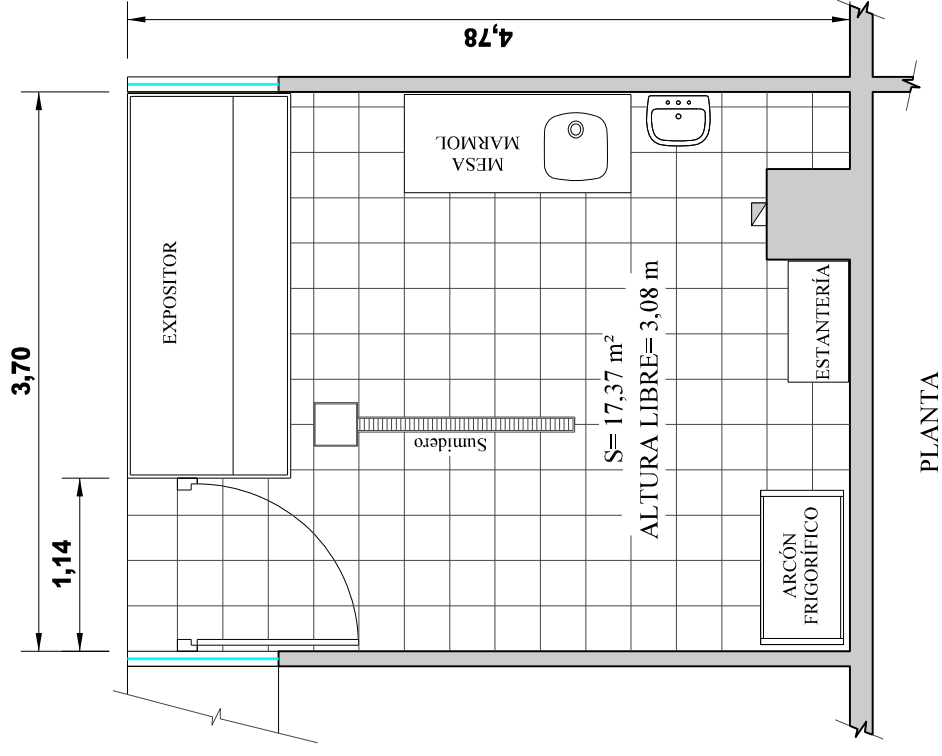 4,78
3,70
1,14
EXPOSITOR
MESA
MARMOL
Sumidero
S= 17,37 m²
ALTURA LIBRE= 3,08 m
ESTANTERÍA
ARCÓN
FRIGORÍFICO
PLANTA